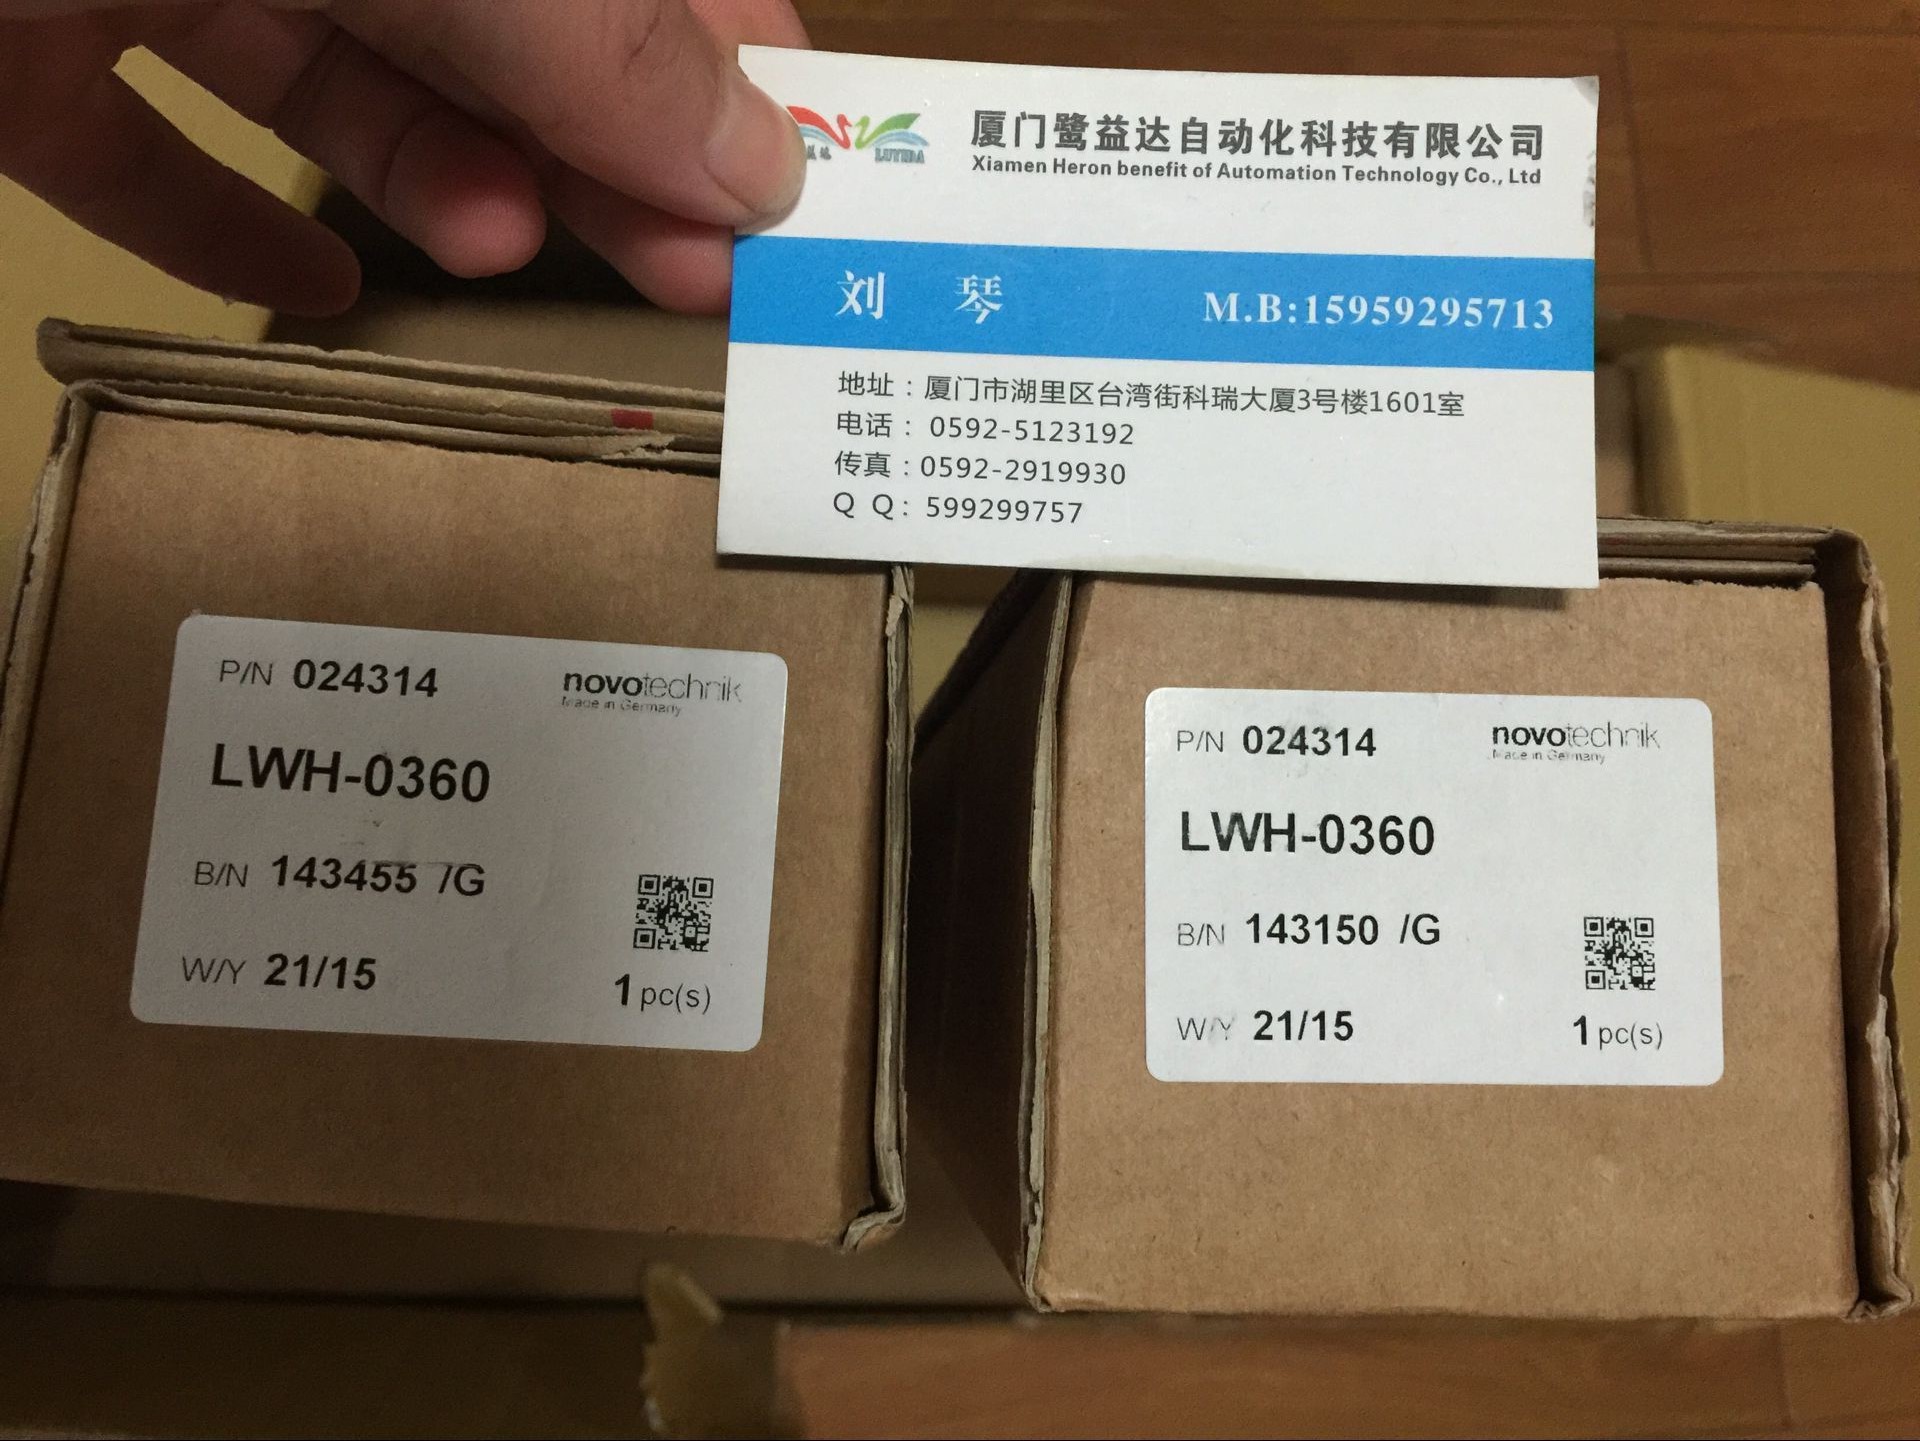 LUYIDA
厦门鹭益达自动化科技有限公司
Xiamen Heron benefit of Automation Technology Co., Ltd
刘 琴 M.B:15959295713
地址：厦门市湖里区台湾街科瑞大厦3号楼1601室
电话：0592-5123192
传真：0592-2919930
Q Q：599299757
P/N 024314 novotechnik
Made in Germany
LWH-0360
B/N 143455 /G
W/Y 21/15 1 pc(s)
P/N 024314 novotechnik
Made in Germany
LWH-0360
B/N 143150 /G
W/Y 21/15 1 pc(s)